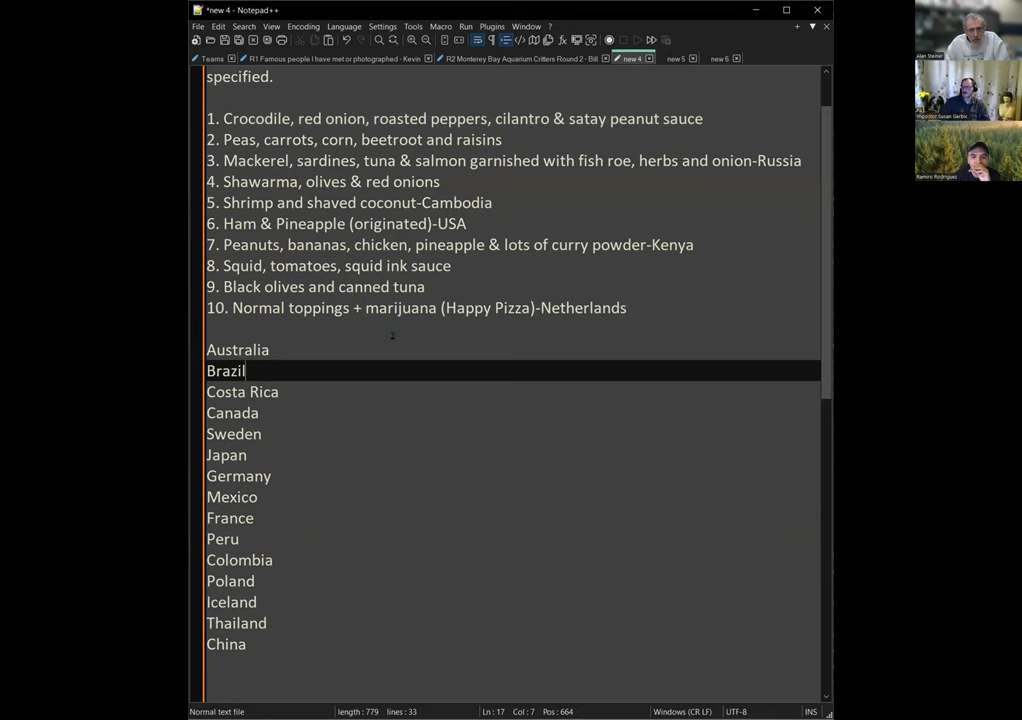 *new 4 - Notepad++
File Edit Search View Encoding Language Settings Tools Macro Run Plugins Window ?
Teams R1 Famous people I have met or photographed - Kevin R2 Monterey Bay Aquarium Critters Round 2 - Bill new 4 new 5 new 6
specified.
1. Crocodile, red onion, roasted peppers, cilantro & satay peanut sauce
2. Peas, carrots, corn, beetroot and raisins
3. Mackerel, sardines, tuna & salmon garnished with fish roe, herbs and onion-Russia
4. Shawarma, olives & red onions
5. Shrimp and shaved coconut-Cambodia
6. Ham & Pineapple (originated)-USA
7. Peanuts, bananas, chicken, pineapple & lots of curry powder-Kenya
8. Squid, tomatoes, squid ink sauce
9. Black olives and canned tuna
10. Normal toppings + marijuana (Happy Pizza)-Netherlands
Australia
Brazil
Costa Rica
Canada
Sweden
Japan
Germany
Mexico
France
Peru
Colombia
Poland
Iceland
Thailand
China
Normal text file length : 779 lines : 33 Ln : 17 Col : 7 Pos : 664 Windows (CR LF) UTF-8 INS
Alan Steiner
Impostor Susan Gerbic
Ramiro Rodriguez